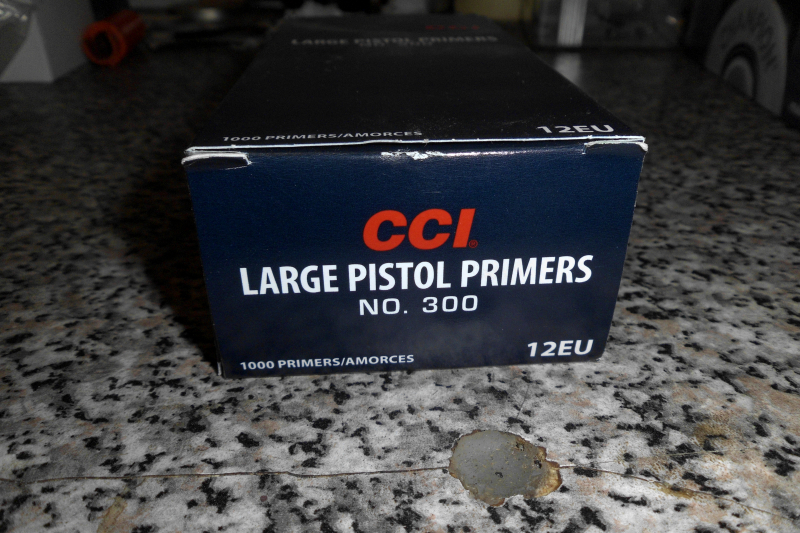 LARGE PISTOL PRIMERS
1000 PRIMERS/AMORCES
12EU
CCI®
LARGE PISTOL PRIMERS
NO. 300
1000 PRIMERS/AMORCES
12EU